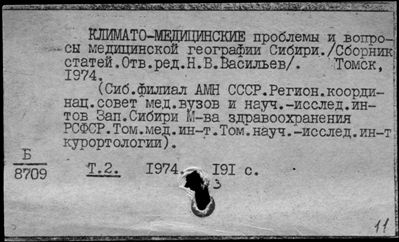 КЛИМАТО-МЕДИЦИНСКИЕ проблемы и вопро-
сы медицинской географии Сибири./Сборник
статей.Отв.ред.Н.В.Васильев/. Томск,
1974.
(Сиб.филиал АМН СССР.Регион.коорди-
нац.совет мед.вузов и науч.-исслед.ин-
тов Зап.Сибири М-ва здравоохранения
РСФСР.Том.мед.ин-т.Том.науч.-исслед.ин-т
курортологии).
Б
8709
Т.2. 1974. 191 с.
3
11